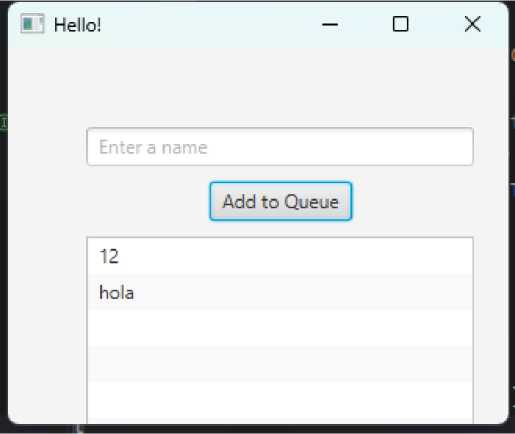 Hello!
Enter a name
Add to Queue
12
hola